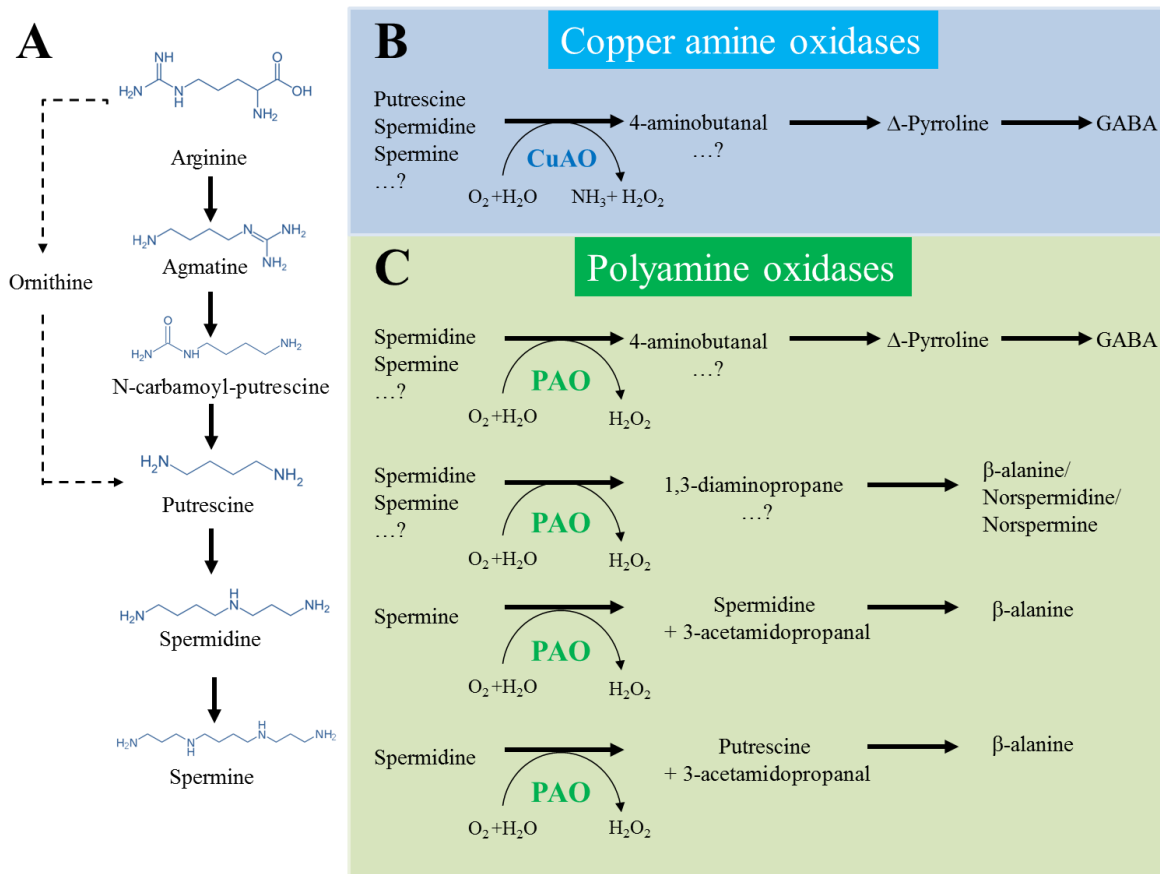 A
NH
O
H₂N
N
H
OH
NH₂
Arginine
H₂N
N
NH₂
NH₂
Agmatine
Ornithine
O
H₂N
NH
NH₂
N-carbamoyl-putrescine
H₂N
NH₂
Putrescine
H₂N
H
N
NH₂
Spermidine
H₂N
N
H
H
N
NH₂
Spermine
B
Copper amine oxidases
Putrescine
Spermidine
Spermine
…?
CuAO
O₂+H₂O
NH₃+ H₂O₂
4-aminobutanal
…?
Δ-Pyrroline
GABA
C
Polyamine oxidases
Spermidine
Spermine
…?
PAO
O₂+H₂O
H₂O₂
4-aminobutanal
…?
Δ-Pyrroline
GABA
Spermidine
Spermine
…?
PAO
O₂+H₂O
H₂O₂
1,3-diaminopropane
…?
β-alanine/
Norspermidine/
Norspermine
Spermine
PAO
O₂+H₂O
H₂O₂
Spermidine
+ 3-acetamidopropanal
β-alanine
Spermidine
PAO
O₂+H₂O
H₂O₂
Putrescine
+ 3-acetamidopropanal
β-alanine